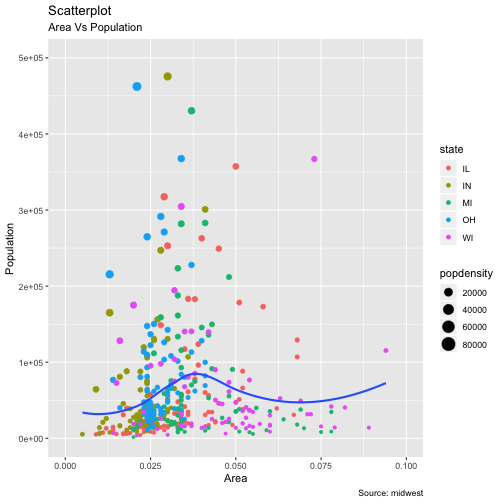 Scatterplot
Area Vs Population
5e+05
4e+05
3e+05
2e+05
1e+05
0e+00
Population
0.000 0.025 0.050 0.075 0.100
Area
state
IL
IN
MI
OH
WI
popdensity
20000
40000
60000
80000
Source: midwest